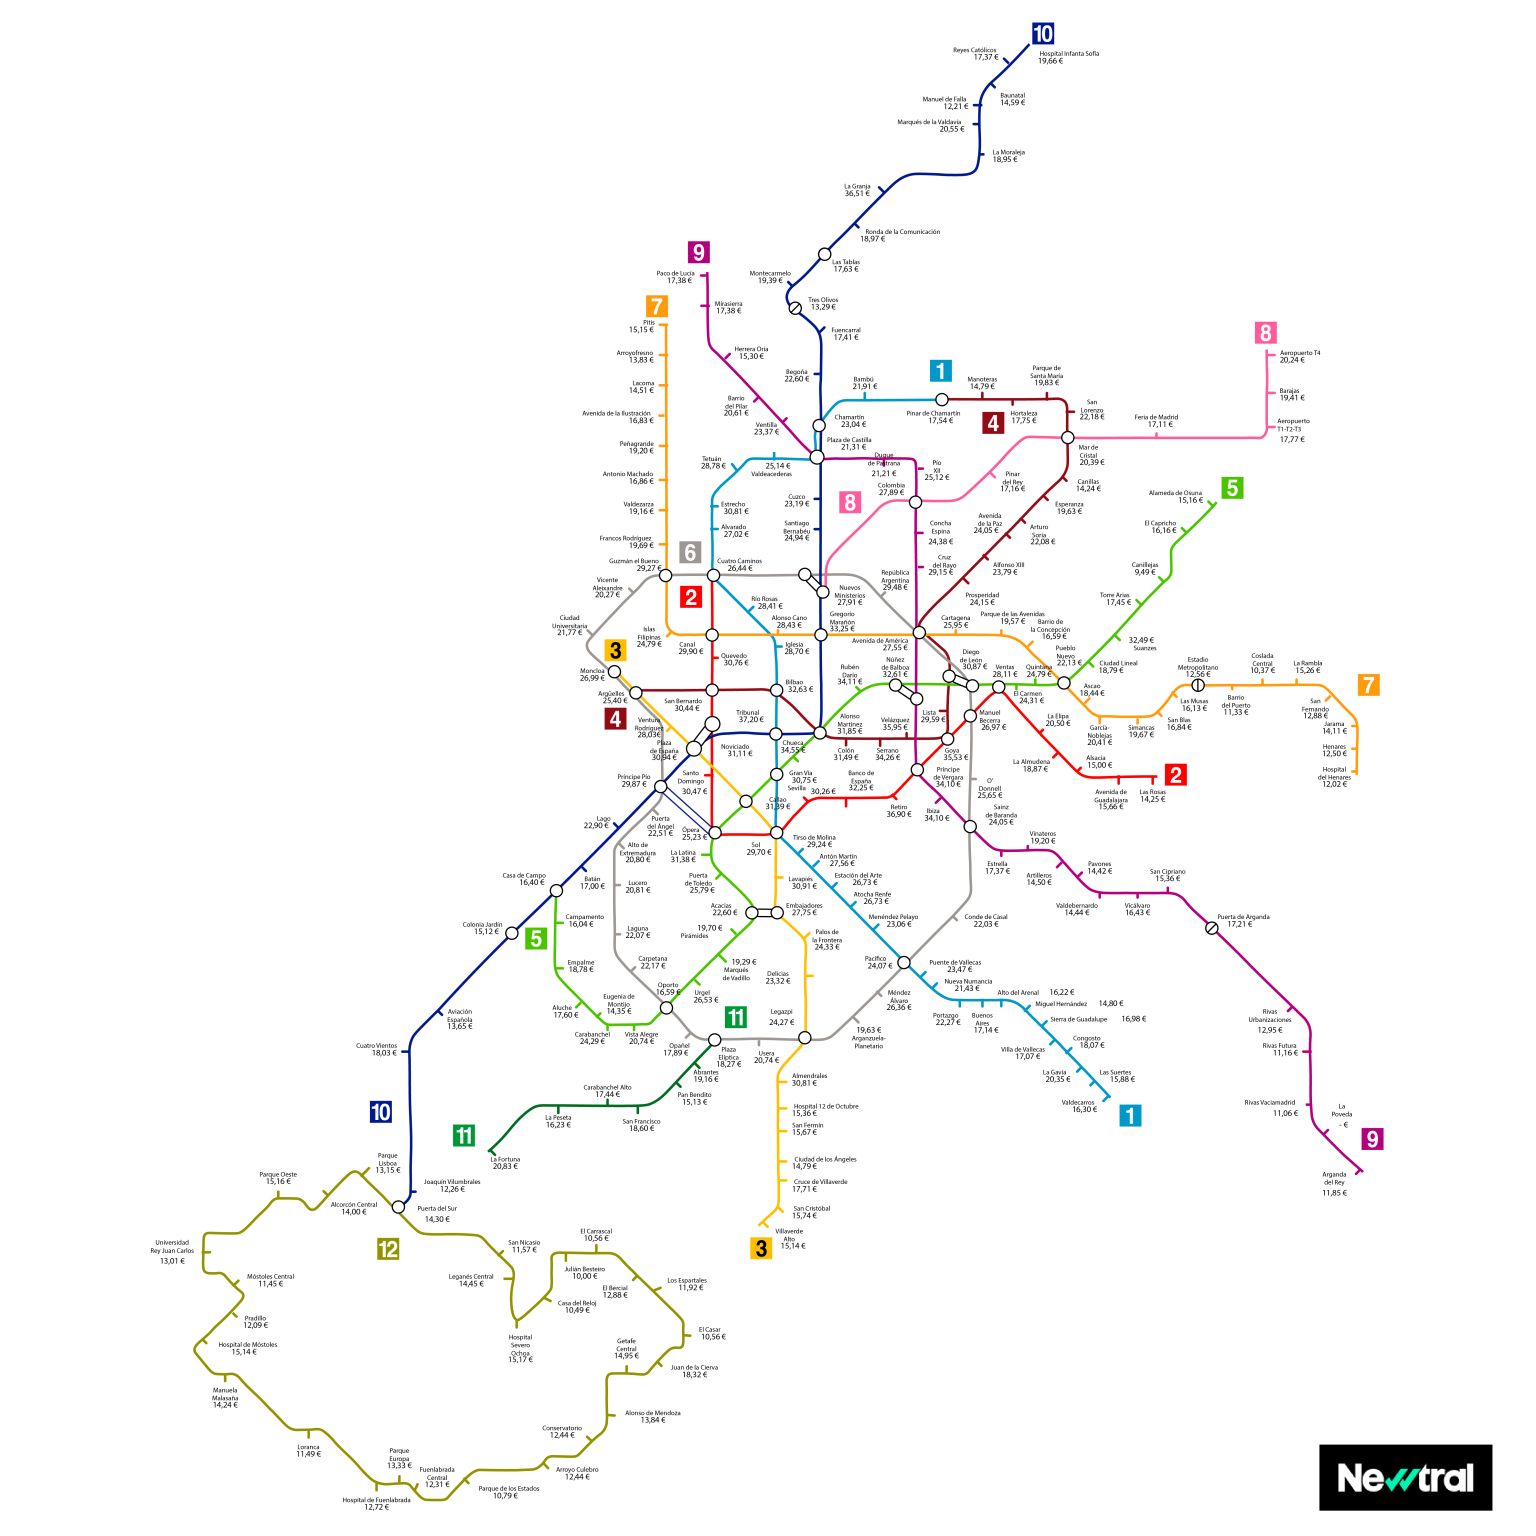 10
Reyes Católicos
17,37 €
Hospital Infanta Sofía
19,66 €
Manuel de Falla
12,21 €
Baunatal
14,59 €
Marqués de la Valdavia
20,55 €
La Moraleja
18,95 €
La Granja
36,51 €
Ronda de la Comunicación
18,97 €
9
Las Tablas
17,63 €
Paco de Lucía
17,38 €
Montecarmelo
19,39 €
7
Mirasierra
17,38 €
Tres Olivos
13,29 €
Pitis
15,15 €
Fuencarral
17,41 €
8
Arroyofresno
13,83 €
Herrera Oria
15,30 €
Aeropuerto T4
20,24 €
Begoña
22,60 €
1
Bambú
21,91 €
Manoteras
14,79 €
Parque de
Santa María
19,83 €
Lacoma
14,51 €
Barrio
del Pilar
20,61 €
Barajas
19,41 €
Avenida de la Ilustración
16,83 €
Ventilla
23,37 €
Chamartín
23,04 €
Pinar de Chamartín
17,54 €
4
Hortaleza
17,75 €
San
Lorenzo
22,18 €
Feria de Madrid
17,11 €
Aeropuerto
T1-T2-T3
17,77 €
Peñagrande
19,20 €
Plaza de Castilla
21,31 €
Mar de
Cristal
20,39 €
Tetuán
28,78 €
25,14 €
Valdeacederas
Duque
de Pastrana
21,21 €
Pío
XII
25,12 €
Antonio Machado
16,86 €
Colombia
27,89 €
Pinar
del Rey
17,16 €
Canillas
14,24 €
5
Alameda de Osuna
15,16 €
Valdezarza
19,16 €
Estrecho
30,81 €
Cuzco
23,19 €
8
Esperanza
19,63 €
Francos Rodríguez
19,69 €
Alvarado
27,02 €
Santiago
Bernabéu
24,94 €
Concha
Espina
24,38 €
Avenida
de la Paz
24,05 €
Arturo
Soria
22,08 €
El Capricho
16,16 €
6
Guzmán el Bueno
29,27 €
Cuatro Caminos
26,44 €
República
Argentina
29,48 €
Cruz
del Rayo
29,15 €
Alfonso XIII
23,79 €
Canillejas
9,49 €
Vicente
Aleixandre
20,27 €
2
Nuevos
Ministerios
27,91 €
Prosperidad
24,15 €
Torre Arias
17,45 €
Río Rosas
28,41 €
Ciudad
Universitaria
21,77 €
Islas
Filipinas
24,79 €
Canal
29,90 €
Alonso Cano
28,43 €
Gregorio
Marañón
33,25 €
Avenida de América
27,55 €
Cartagena
25,95 €
Parque de las Avenidas
19,57 €
Barrio de
la Concepción
16,59 €
32,49 €
Suanzes
3
Quevedo
30,76 €
Iglesia
28,70 €
Pueblo
Nuevo
22,13 €
Ciudad Lineal
18,79 €
Moncloa
26,99 €
Rubén
Darío
34,11 €
Núñez
de Balboa
32,61 €
Diego
de León
30,87 €
Ventas
28,11 €
Quintana
24,79 €
El Carmen
24,31 €
Estadio
Metropolitano
12,56 €
Coslada
Central
10,37 €
La Rambla
15,26 €
7
Argüelles
25,40 €
San Bernardo
30,44 €
Bilbao
32,63 €
Ascao
18,44 €
Las Musas
16,13 €
Barrio
del Puerto
11,33 €
San
Fernando
12,88 €
4
Ventura
Rodríguez
28,03€
Tribunal
37,20 €
Alonso
Martínez
31,85 €
Velázquez
35,95 €
Lista
29,59 €
Manuel
Becerra
26,97 €
La Elipa
20,50 €
García-
Noblejas
20,41 €
Simancas
19,67 €
San Blas
16,84 €
Jarama
14,11 €
Plaza
de España
30,94 €
Noviciado
31,11 €
Chueca
34,55 €
Colón
31,49 €
Serrano
34,26 €
Goya
35,53 €
La Almudena
18,87 €
Alsacia
15,00 €
Henares
12,50 €
Príncipe Pío
29,87 €
Santo
Domingo
30,47 €
Gran Vía
30,75 €
Sevilla
30,26 €
Banco de
España
32,25 €
Príncipe
de Vergara
34,10 €
O'
Donnell
25,65 €
2
Avenida de
Guadalajara
15,66 €
Las Rosas
14,25 €
Hospital
del Henares
12,02 €
Callao
31,39 €
Retiro
36,90 €
Ibiza
34,10 €
Sainz
de Baranda
24,05 €
Lago
22,90 €
Puerta
del Ángel
22,51 €
Ópera
25,23 €
Sol
29,70 €
Tirso de Molina
29,24 €
Vinateros
19,20 €
Alto de
Extremadura
20,80 €
La Latina
31,38 €
Antón Martín
27,56 €
Estrella
17,37 €
Artilleros
14,50 €
Pavones
14,42 €
San Cipriano
15,36 €
Casa de Campo
16,40 €
Batán
17,00 €
Lucero
20,81 €
Puerta
de Toledo
25,79 €
Lavapiés
30,91 €
Estación del Arte
26,73 €
Atocha Renfe
26,73 €
Valdebernardo
14,44 €
Vicálvaro
16,43 €
Colonia Jardín
15,12 €
5
Campamento
16,04 €
Laguna
22,07 €
Acacias
22,60 €
Embajadores
27,75 €
Menéndez Pelayo
23,06 €
Conde de Casal
22,03 €
Puerta de Arganda
17,21 €
19,70 €
Pirámides
Palos de
la Frontera
24,33 €
Empalme
18,78 €
Carpetana
22,17 €
19,29 €
Marqués
de Vadillo
Delicias
23,32 €
Pacífico
24,07 €
Puente de Vallecas
23,47 €
Aluche
17,60 €
Eugenia de
Montijo
14,35 €
Oporto
16,59 €
Urgel
26,53 €
Méndez
Álvaro
26,36 €
Nueva Numancia
21,43 €
Alto del Arenal
16,22 €
Aviación
Española
13,65 €
Carabanchel
24,29 €
Vista Alegre
20,74 €
11
Legazpi
24,27 €
19,63 €
Arganzuela-
Planetario
Portazgo
22,27 €
Buenos
Aires
17,14 €
Miguel Hernández
14,80 €
Sierra de Guadalupe
16,98 €
Rivas
Urbanizaciones
12,95 €
Cuatro Vientos
18,03 €
Opañel
17,89 €
Plaza
Elíptica
18,27 €
Usera
20,74 €
Villa de Vallecas
17,07 €
Congosto
18,07 €
Rivas Futura
11,16 €
Abrantes
19,16 €
Almendrales
30,81 €
La Gavia
20,35 €
Las Suertes
15,88 €
Carabanchel Alto
17,44 €
Pan Bendito
15,13 €
10
La Peseta
16,23 €
San Francisco
18,60 €
Hospital 12 de Octubre
15,36 €
Valdecarros
16,30 €
1
Rivas Vaciamadrid
11,06 €
La
Poveda
- €
11
San Fermín
15,67 €
9
La Fortuna
20,83 €
Ciudad de los Ángeles
14,79 €
Parque
Lisboa
13,15 €
Cruce de Villaverde
17,71 €
Arganda
del Rey
11,85 €
Parque Oeste
15,16 €
Joaquín Vilumbrales
12,26 €
Alcorcón Central
14,00 €
Puerta del Sur
14,30 €
San Cristóbal
15,74 €
12
3
Villaverde
Alto
15,14 €
Universidad
Rey Juan Carlos
13,01 €
San Nicasio
11,57 €
El Carrascal
10,56 €
Móstoles Central
11,45 €
Leganés Central
14,45 €
Julián Besteiro
10,00 €
El Bercial
12,88 €
Los Espartales
11,92 €
Pradillo
12,09 €
Casa del Reloj
10,49 €
Hospital de Móstoles
15,14 €
Hospital
Severo
Ochoa
15,17 €
Getafe
Central
14,95 €
El Casar
10,56 €
Juan de la Cierva
18,32 €
Manuela
Malasaña
14,24 €
Alonso de Mendoza
13,84 €
Conservatorio
12,44 €
Loranca
11,49 €
Parque
Europa
13,33 €
Fuenlabrada
Central
12,31 €
Arroyo Culebro
12,44 €
Parque de los Estados
10,79 €
Hospital de Fuenlabrada
12,72 €
Newtral